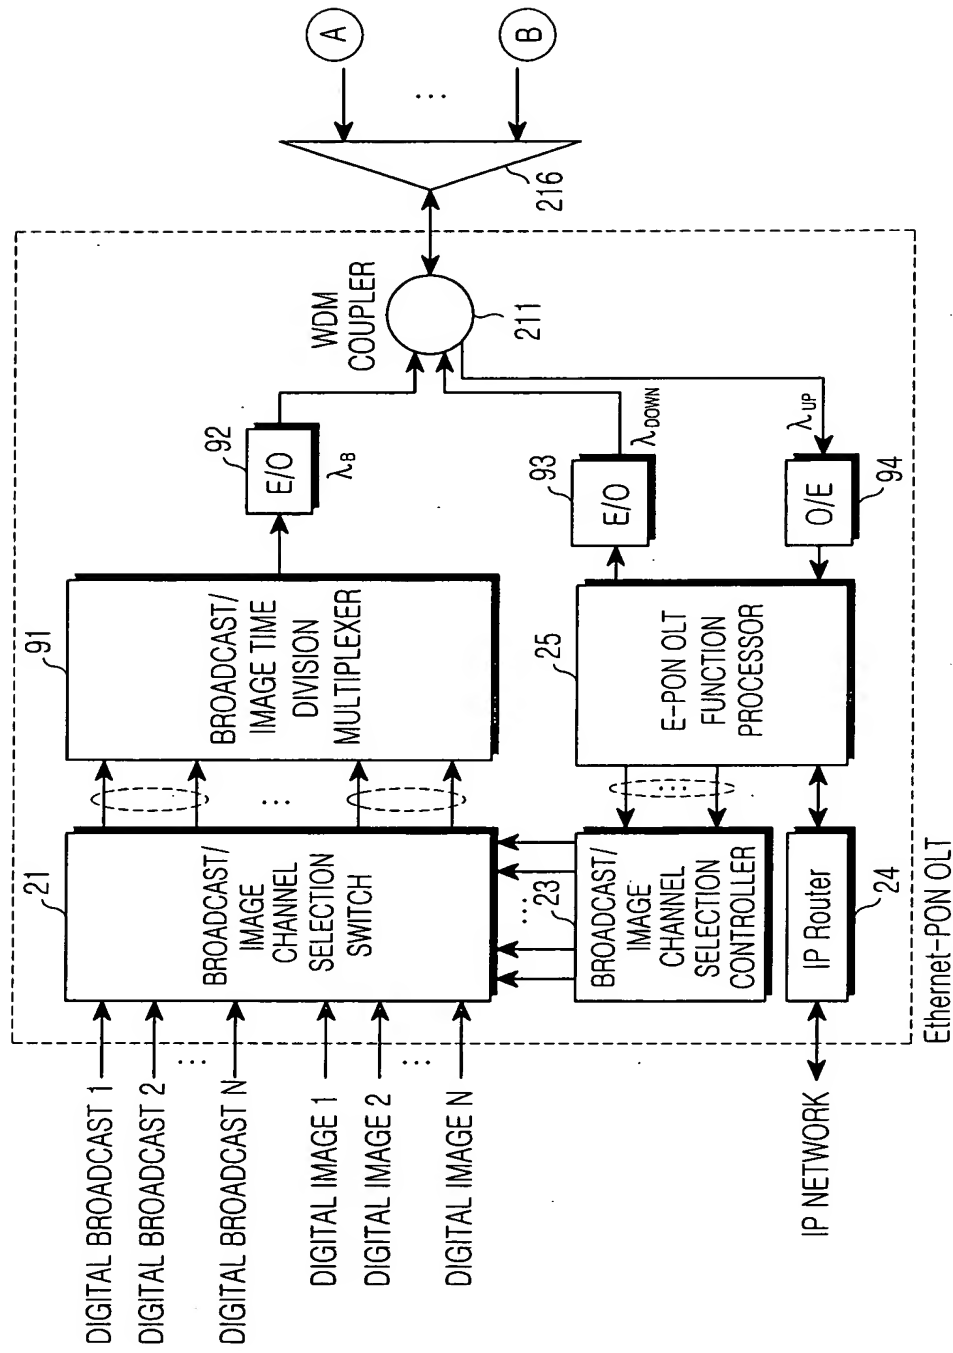 DIGITAL BROADCAST 1
DIGITAL BROADCAST 2
...
DIGITAL BROADCAST N
DIGITAL IMAGE 1
DIGITAL IMAGE 2
...
DIGITAL IMAGE N
IP NETWORK
21
BROADCAST/
IMAGE
CHANNEL
SELECTION
SWITCH
...
23
BROADCAST/
IMAGE
CHANNEL
SELECTION
CONTROLLER
IP Router
24
...
...
91
BROADCAST/
IMAGE TIME
DIVISION
MULTIPLEXER
25
E-PON OLT
FUNCTION
PROCESSOR
92
E/O
λB
93
E/O
λDOWN
λUP
O/E
94
WDM
COUPLER
211
216
A
...
B
Ethernet-PON OLT